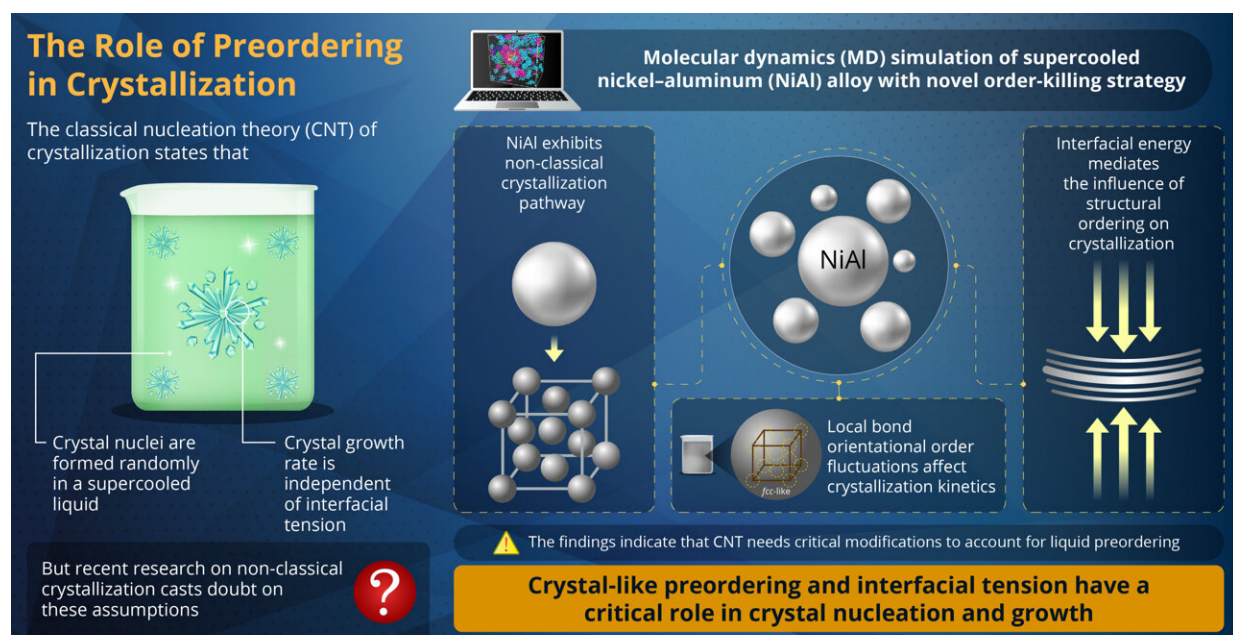 The Role of Preordering
in Crystallization
The classical nucleation theory (CNT) of
crystallization states that
Crystal nuclei are
formed randomly
in a supercooled
liquid
Crystal growth
rate is
independent
of interfacial
tension
But recent research on non-classical
crystallization casts doubt on
these assumptions
?
Molecular dynamics (MD) simulation of supercooled
nickel–aluminum (NiAl) alloy with novel order-killing strategy
NiAl exhibits
non-classical
crystallization
pathway
NiAl
Interfacial energy
mediates
the influence of
structural
ordering on
crystallization
fcc-like
Local bond
orientational order
fluctuations affect
crystallization kinetics
The findings indicate that CNT needs critical modifications to account for liquid preordering
Crystal-like preordering and interfacial tension have a
critical role in crystal nucleation and growth